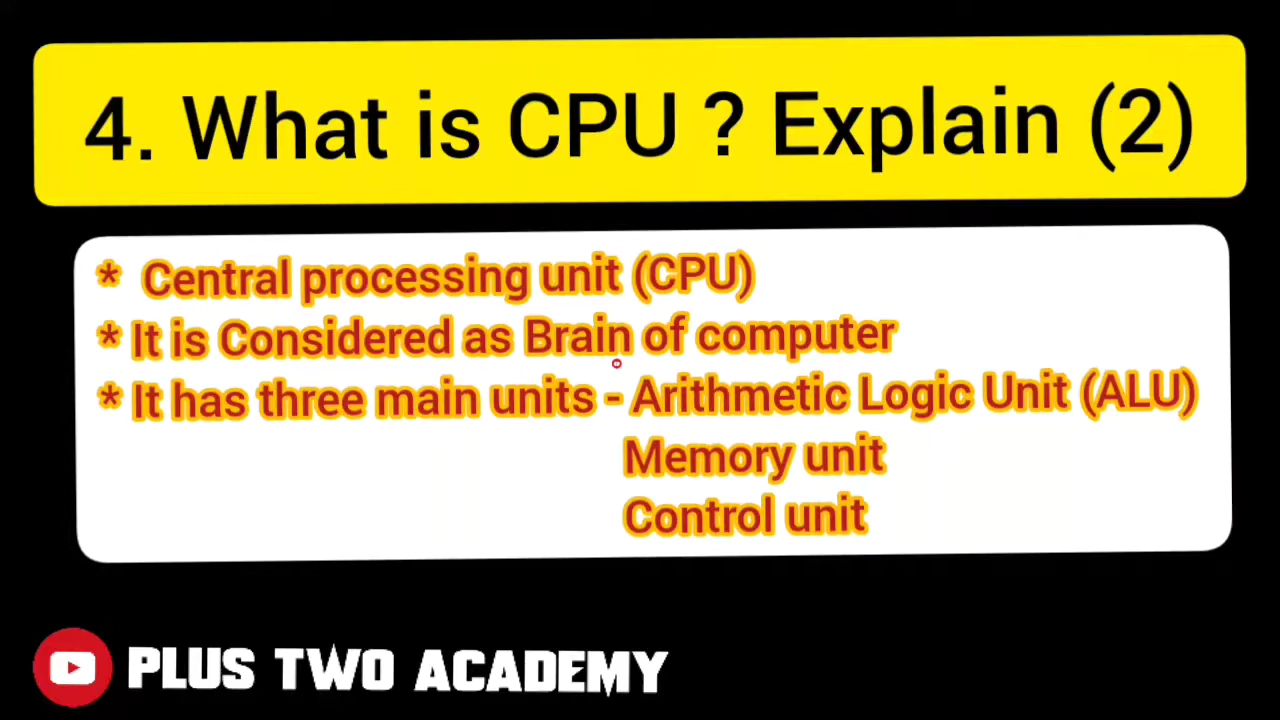 4. What is CPU ? Explain (2)
* Central processing unit (CPU)
* It is Considered as Brain of computer
* It has three main units - Arithmetic Logic Unit (ALU)
Memory unit
Control unit
PLUS TWO ACADEMY